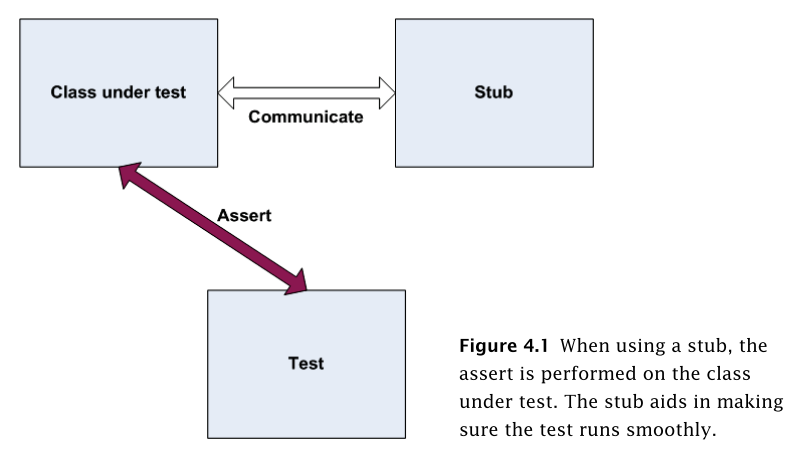 Class under test
Stub
Communicate
Assert
Test
Figure 4.1 When using a stub, the
assert is performed on the class
under test. The stub aids in making
sure the test runs smoothly.